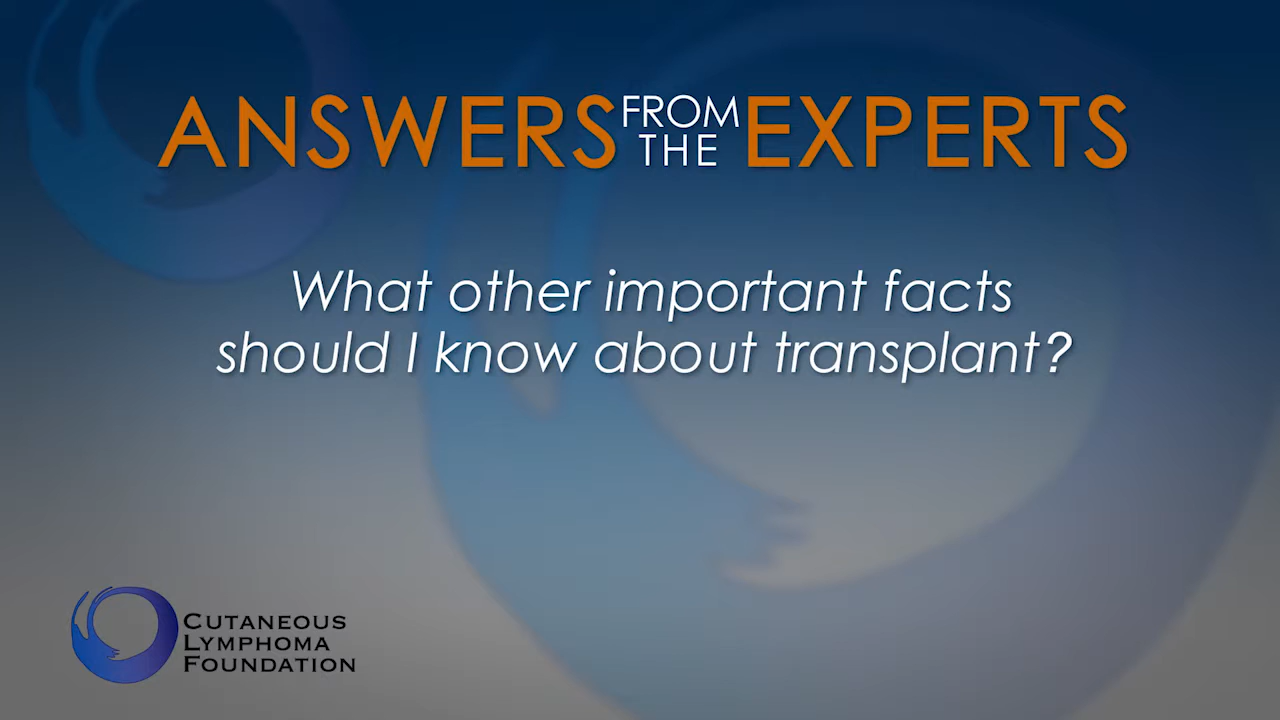 ANSWERS FROM THE EXPERTS
What other important facts
should I know about transplant?
CUTANEOUS
LYMPHOMA
FOUNDATION